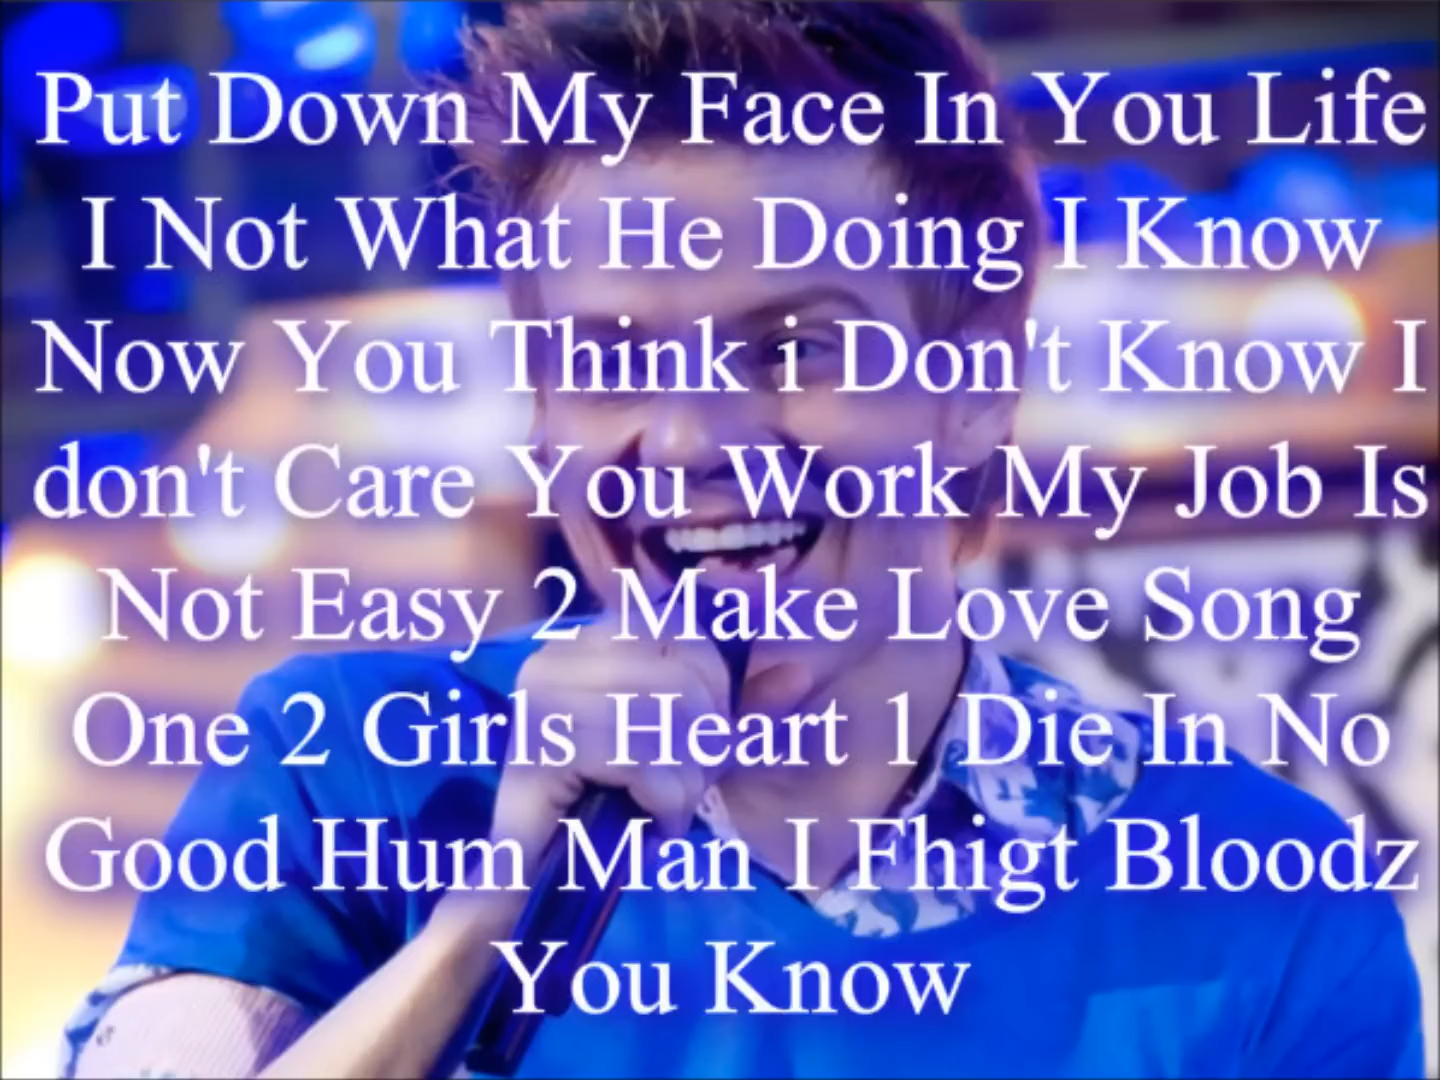 Put Down My Face In You Life
I Not What He Doing I Know
Now You Think i Don't Know I
don't Care You Work My Job Is
Not Easy 2 Make Love Song
One 2 Girls Heart 1 Die In No
Good Hum Man I Fhigt Bloodz
You Know